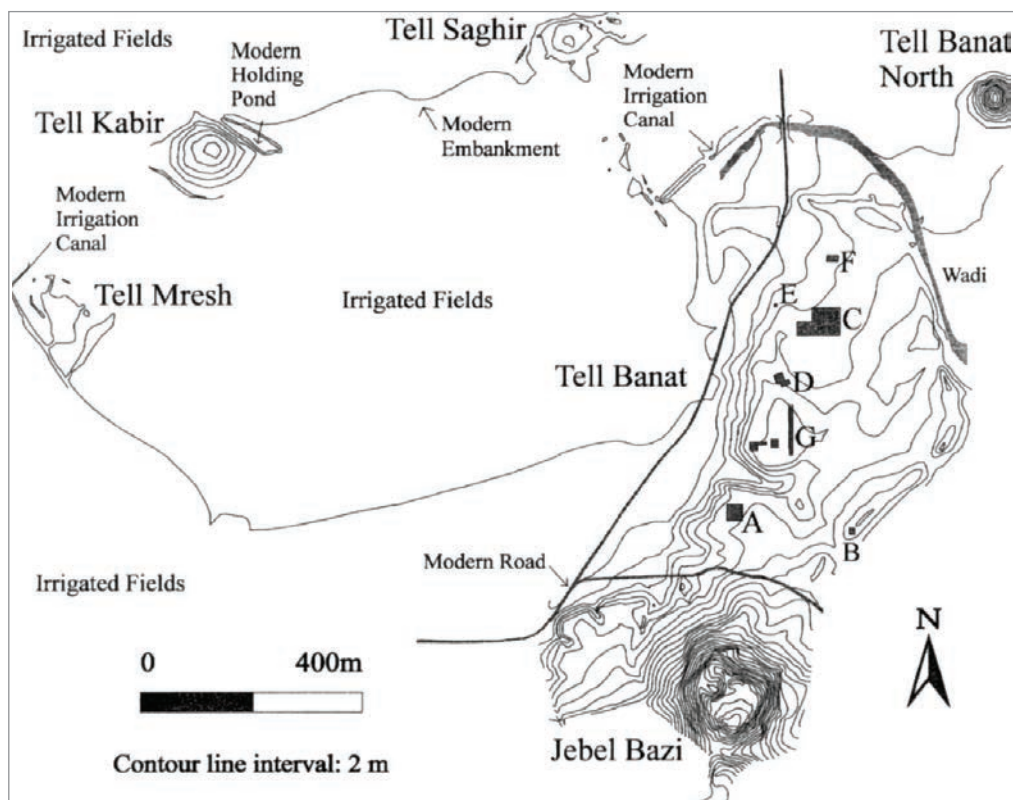 Irrigated Fields
Modern
Holding
Pond
Tell Saghir
Tell Banat
North
Tell Kabir
Modern
Embankment
Modern
Irrigation
Canal
Modern
Irrigation
Canal
Tell Mresh
Irrigated Fields
F
Wadi
E
C
Tell Banat
D
G
A
B
Modern Road
Irrigated Fields
N
0 400m
Jebel Bazi
Contour line interval: 2 m